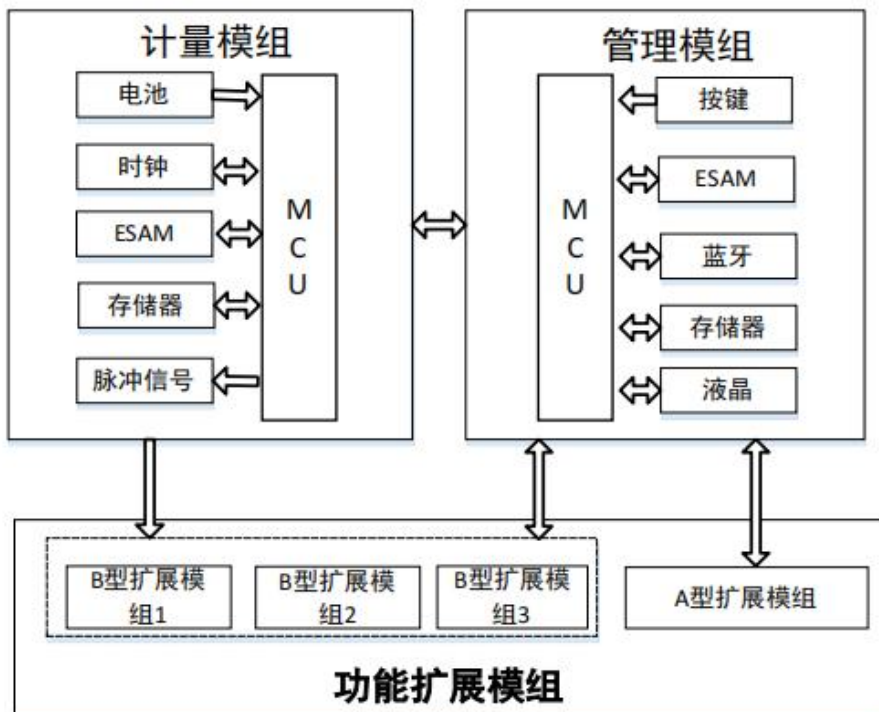 计量模组
电池
时钟
ESAM
存储器
脉冲信号
M
C
U
管理模组
M
C
U
按键
ESAM
蓝牙
存储器
液晶
B型扩展模
组1
B型扩展模
组2
B型扩展模
组3
A型扩展模组
功能扩展模组